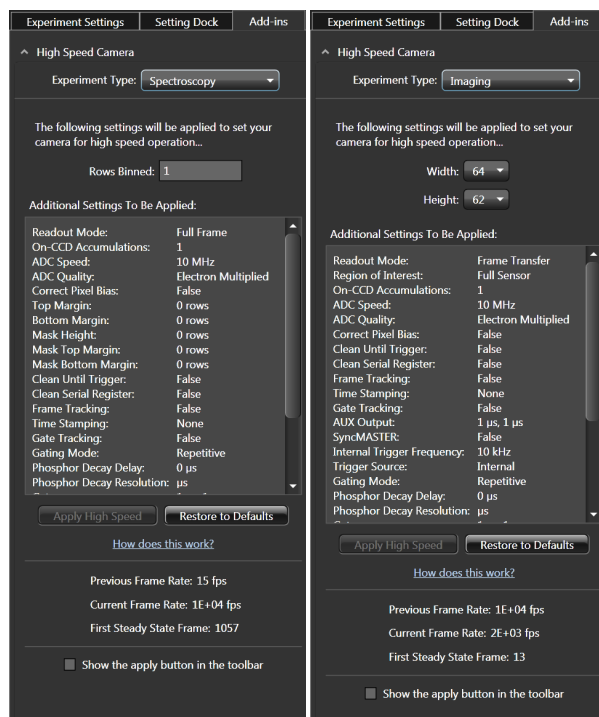 Experiment Settings Setting Dock Add-ins
High Speed Camera
Experiment Type: Spectroscopy
The following settings will be applied to set your
camera for high speed operation...
Rows Binned: 1
Additional Settings To Be Applied:
Readout Mode: Full Frame
On-CCD Accumulations: 1
ADC Speed: 10 MHz
ADC Quality: Electron Multiplied
Correct Pixel Bias: False
Top Margin: 0 rows
Bottom Margin: 0 rows
Mask Height: 0 rows
Mask Top Margin: 0 rows
Mask Bottom Margin: 0 rows
Clean Until Trigger: False
Clean Serial Register: False
Frame Tracking: False
Time Stamping: None
Gate Tracking: False
Gating Mode: Repetitive
Phosphor Decay Delay: 0 µs
Phosphor Decay Resolution: µs
Apply High Speed Restore to Defaults
How does this work?
Previous Frame Rate: 15 fps
Current Frame Rate: 1E+04 fps
First Steady State Frame: 1057
Show the apply button in the toolbar
Experiment Settings Setting Dock Add-ins
High Speed Camera
Experiment Type: Imaging
The following settings will be applied to set your
camera for high speed operation...
Width: 64
Height: 62
Additional Settings To Be Applied:
Readout Mode: Frame Transfer
Region of Interest: Full Sensor
On-CCD Accumulations: 1
ADC Speed: 10 MHz
ADC Quality: Electron Multiplied
Correct Pixel Bias: False
Clean Until Trigger: False
Clean Serial Register: False
Frame Tracking: False
Time Stamping: None
Gate Tracking: False
AUX Output: 1 µs, 1 µs
SyncMASTER: False
Internal Trigger Frequency: 10 kHz
Trigger Source: Internal
Gating Mode: Repetitive
Phosphor Decay Delay: 0 µs
Phosphor Decay Resolution: µs
Apply High Speed Restore to Defaults
How does this work?
Previous Frame Rate: 1E+04 fps
Current Frame Rate: 2E+03 fps
First Steady State Frame: 13
Show the apply button in the toolbar